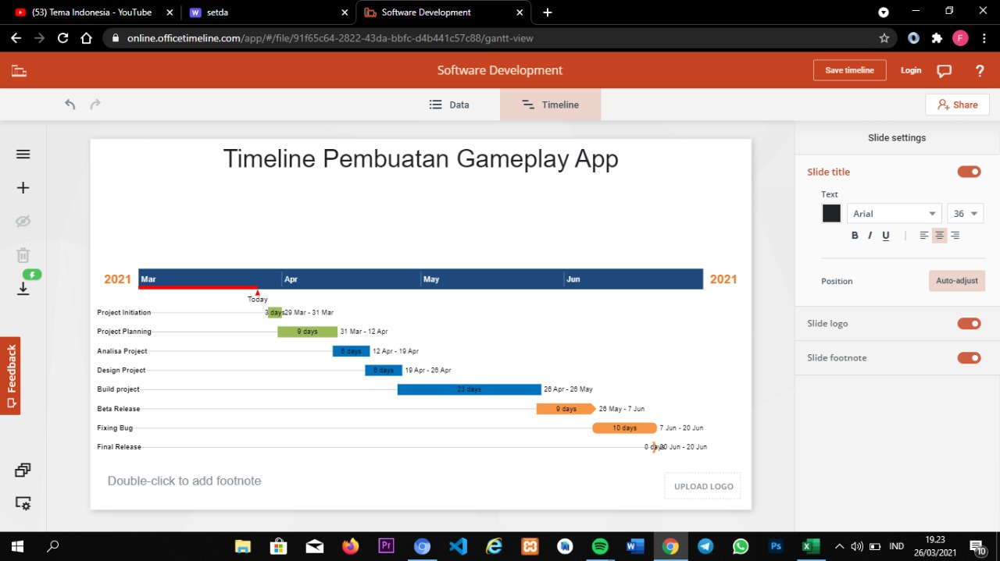 (53) Tema Indonesia - YouTube
setda
Software Development
online.officetimeline.com/app/#/file/91f65c64-2822-43da-bbfc-d4b441c57c88/gantt-view
F
Software Development
Save timeline
Login
?
Data
Timeline
Share
Slide settings
Timeline Pembuatan Gameplay App
Slide title
Text
Arial
36
B I U
2021
Mar
Apr
May
Jun
2021
Position
Auto-adjust
Today
Project Initiation
3 days
29 Mar - 31 Mar
Project Planning
9 days
31 Mar - 12 Apr
Slide logo
Analisa Project
6 days
12 Apr - 19 Apr
Slide footnote
Design Project
6 days
19 Apr - 26 Apr
Feedback
Build project
23 days
26 Apr - 26 May
Beta Release
9 days
26 May - 7 Jun
Fixing Bug
10 days
7 Jun - 20 Jun
Final Release
0 days
20 Jun - 20 Jun
Double-click to add footnote
UPLOAD LOGO
IND
19.23
26/03/2021
10